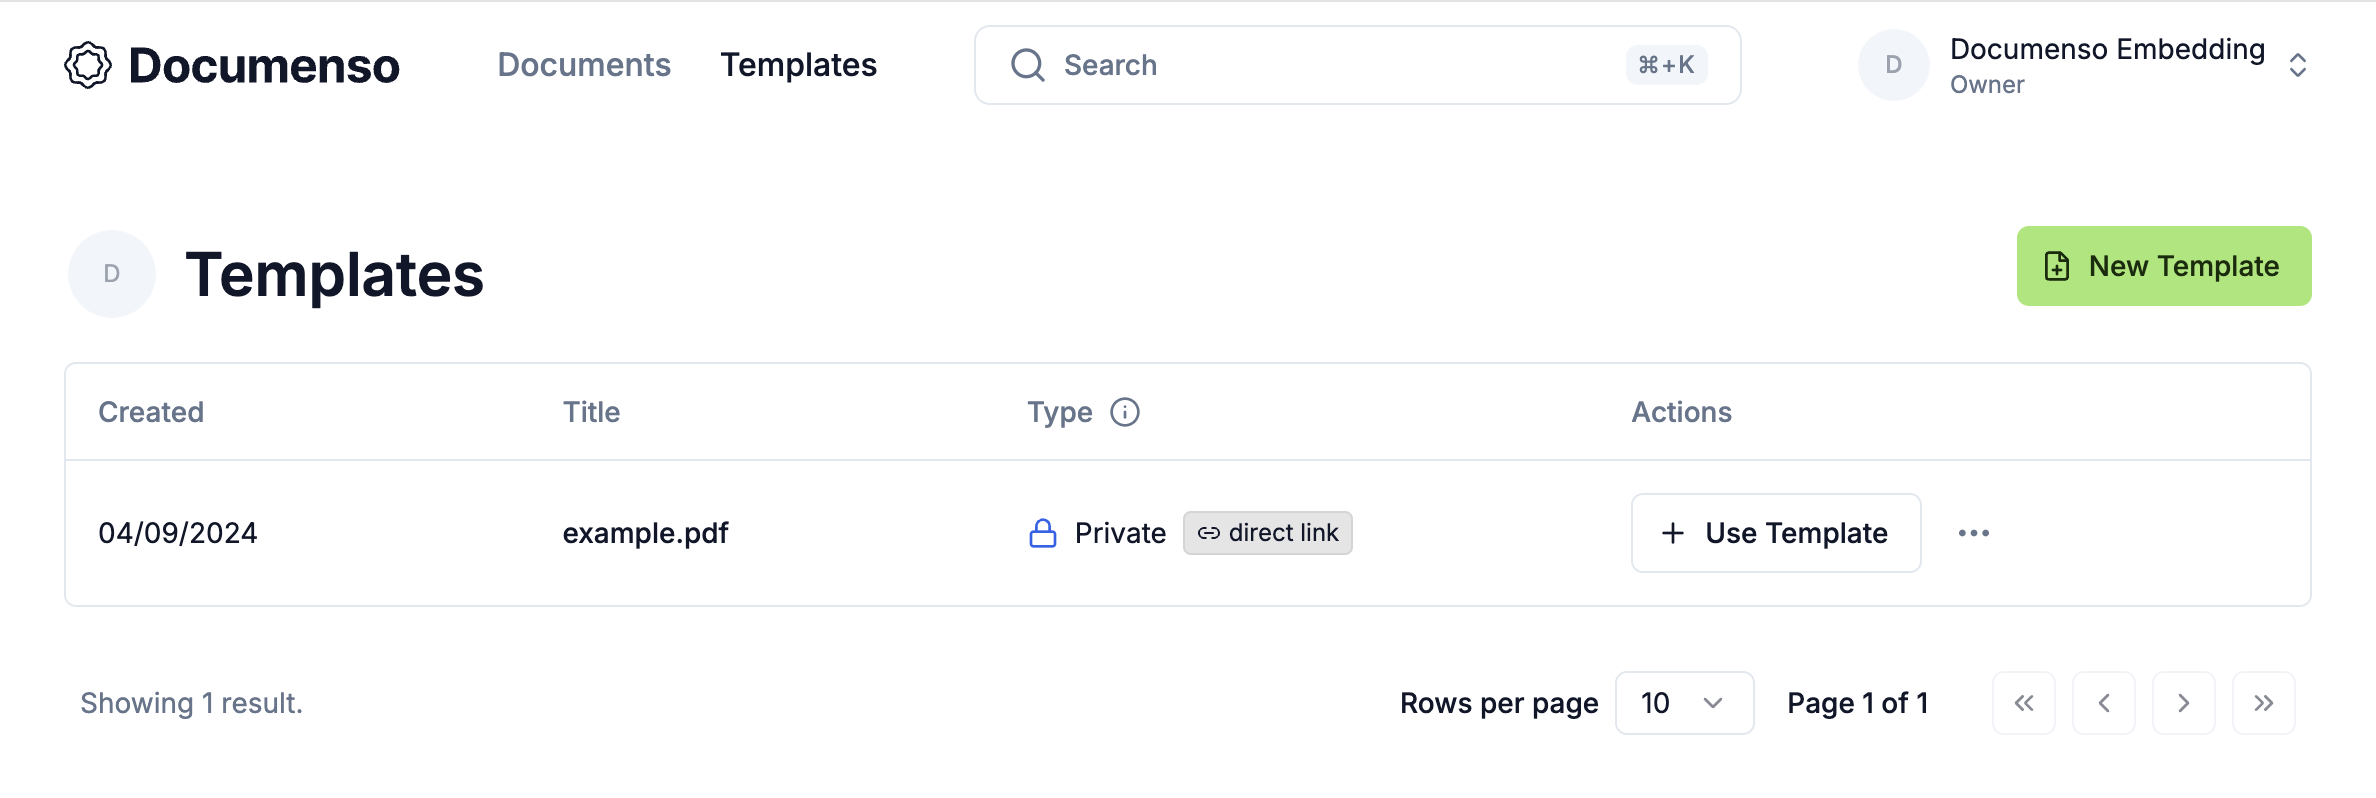 Documenso
Documents
Templates
Search
⌘+K
D
Documenso Embedding
Owner
D
Templates
New Template
Created
Title
Type
Actions
04/09/2024
example.pdf
Private
direct link
Use Template
Showing 1 result.
Rows per page
10
Page 1 of 1